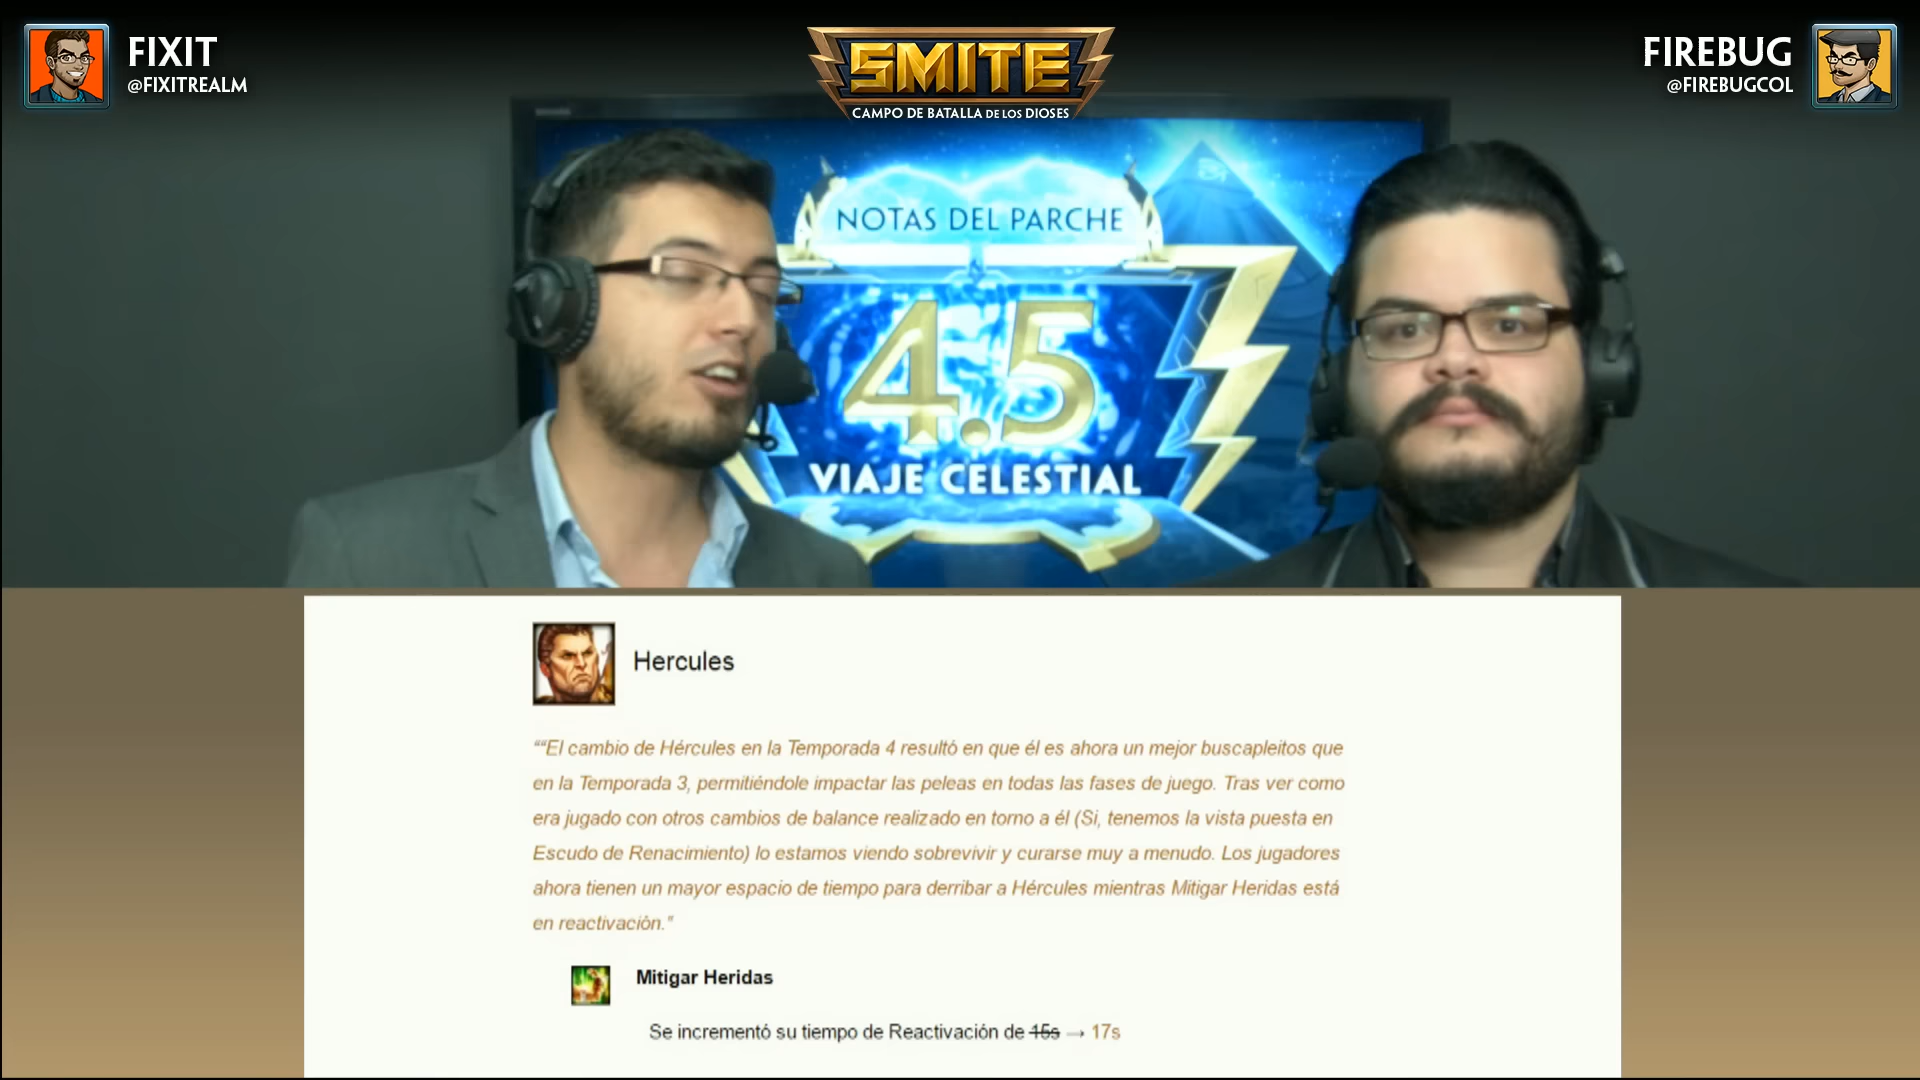 FIXIT
@FIXITREALM
SMITE
CAMPO DE BATALLA DE LOS DIOSES
FIREBUG
@FIREBUGCOL
NOTAS DEL PARCHE
4.5
VIAJE CELESTIAL
Hercules
““El cambio de Hércules en la Temporada 4 resultó en que él es ahora un mejor buscapleitos que
en la Temporada 3, permitiéndole impactar las peleas en todas las fases de juego. Tras ver como
era jugado con otros cambios de balance realizado en torno a él (Si, tenemos la vista puesta en
Escudo de Renacimiento) lo estamos viendo sobrevivir y curarse muy a menudo. Los jugadores
ahora tienen un mayor espacio de tiempo para derribar a Hércules mientras Mitigar Heridas está
en reactivación."
Mitigar Heridas
Se incrementó su tiempo de Reactivación de 15s → 17s